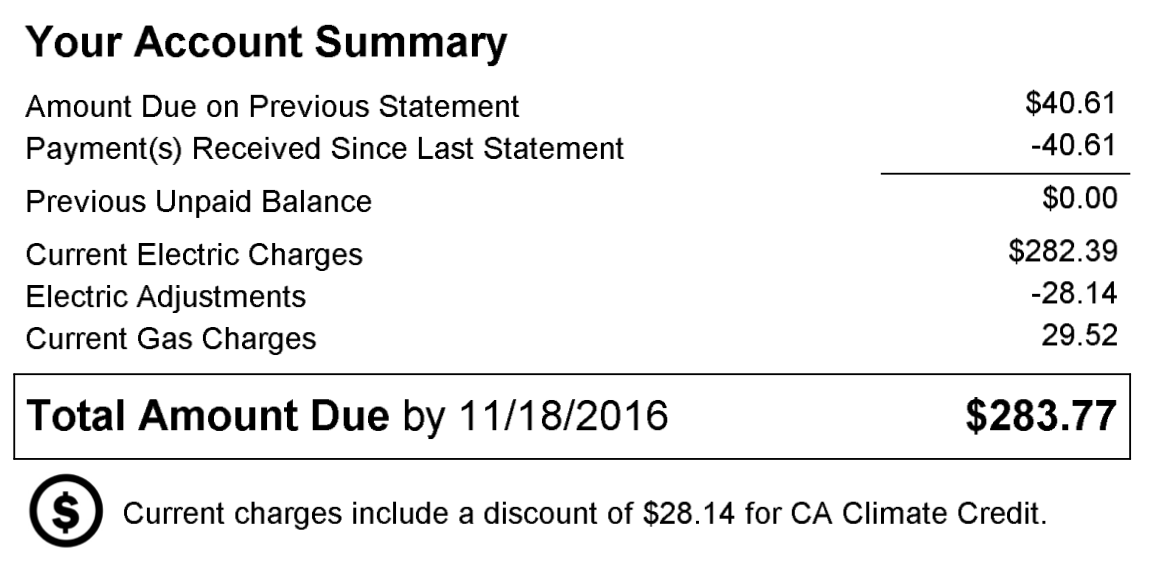 Your Account Summary
Amount Due on Previous Statement $40.61
Payment(s) Received Since Last Statement -40.61
Previous Unpaid Balance $0.00
Current Electric Charges $282.39
Electric Adjustments -28.14
Current Gas Charges 29.52
Total Amount Due by 11/18/2016 $283.77
$ Current charges include a discount of $28.14 for CA Climate Credit.